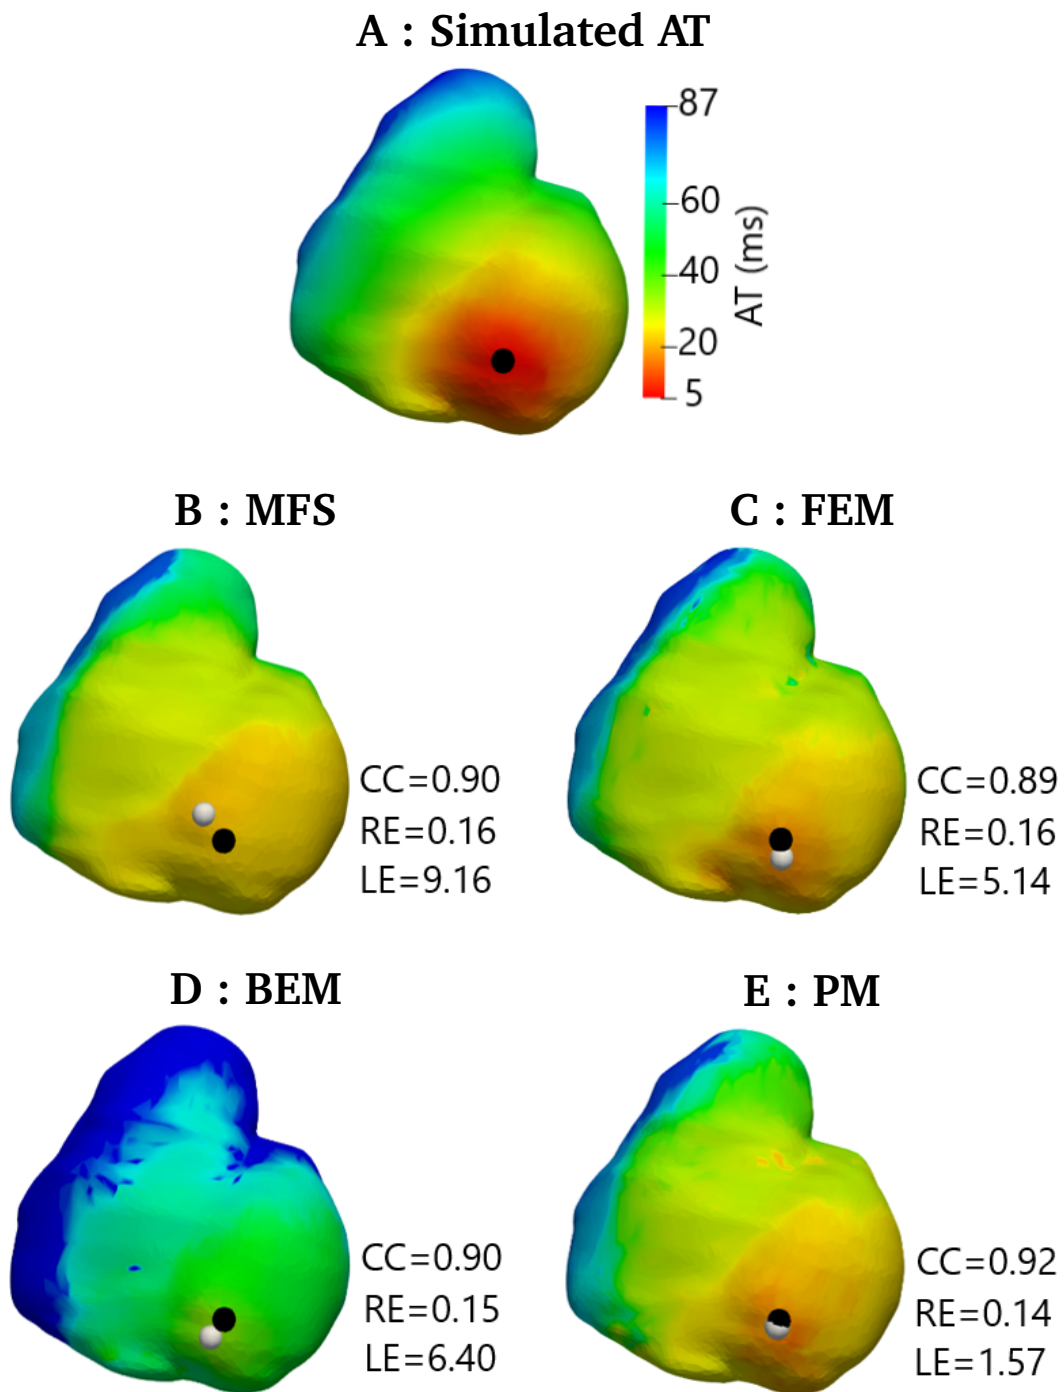 A : Simulated AT
87
60
40
20
5
AT (ms)
B : MFS
CC=0.90
RE=0.16
LE=9.16
C : FEM
CC=0.89
RE=0.16
LE=5.14
D : BEM
CC=0.90
RE=0.15
LE=6.40
E : PM
CC=0.92
RE=0.14
LE=1.57